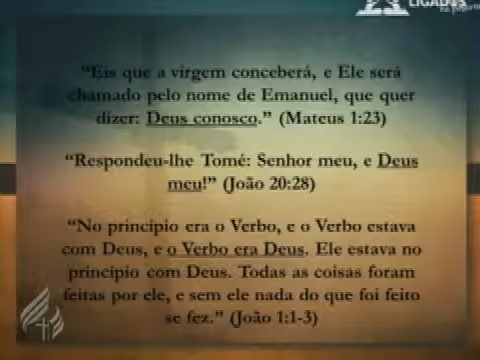 LIGADOS
na palavra
“Eis que a virgem conceberá, e Ele será
chamado pelo nome de Emanuel, que quer
dizer: Deus conosco.” (Mateus 1:23)
“Respondeu-lhe Tomé: Senhor meu, e Deus
meu!” (João 20:28)
“No princípio era o Verbo, e o Verbo estava
com Deus, e o Verbo era Deus. Ele estava no
princípio com Deus. Todas as coisas foram
feitas por ele, e sem ele nada do que foi feito
se fez.” (João 1:1-3)